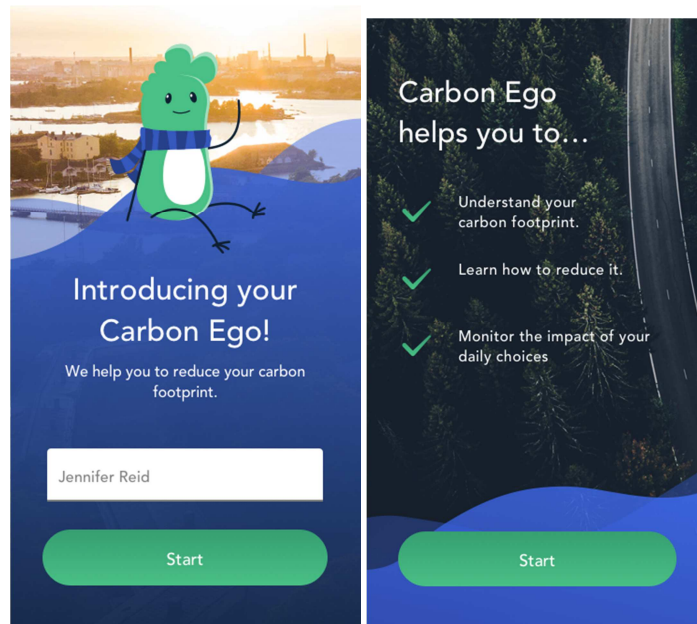 Introducing your
Carbon Ego!
We help you to reduce your carbon
footprint.
Jennifer Reid
Start
Carbon Ego
helps you to...
Understand your
carbon footprint.
Learn how to reduce it.
Monitor the impact of your
daily choices
Start